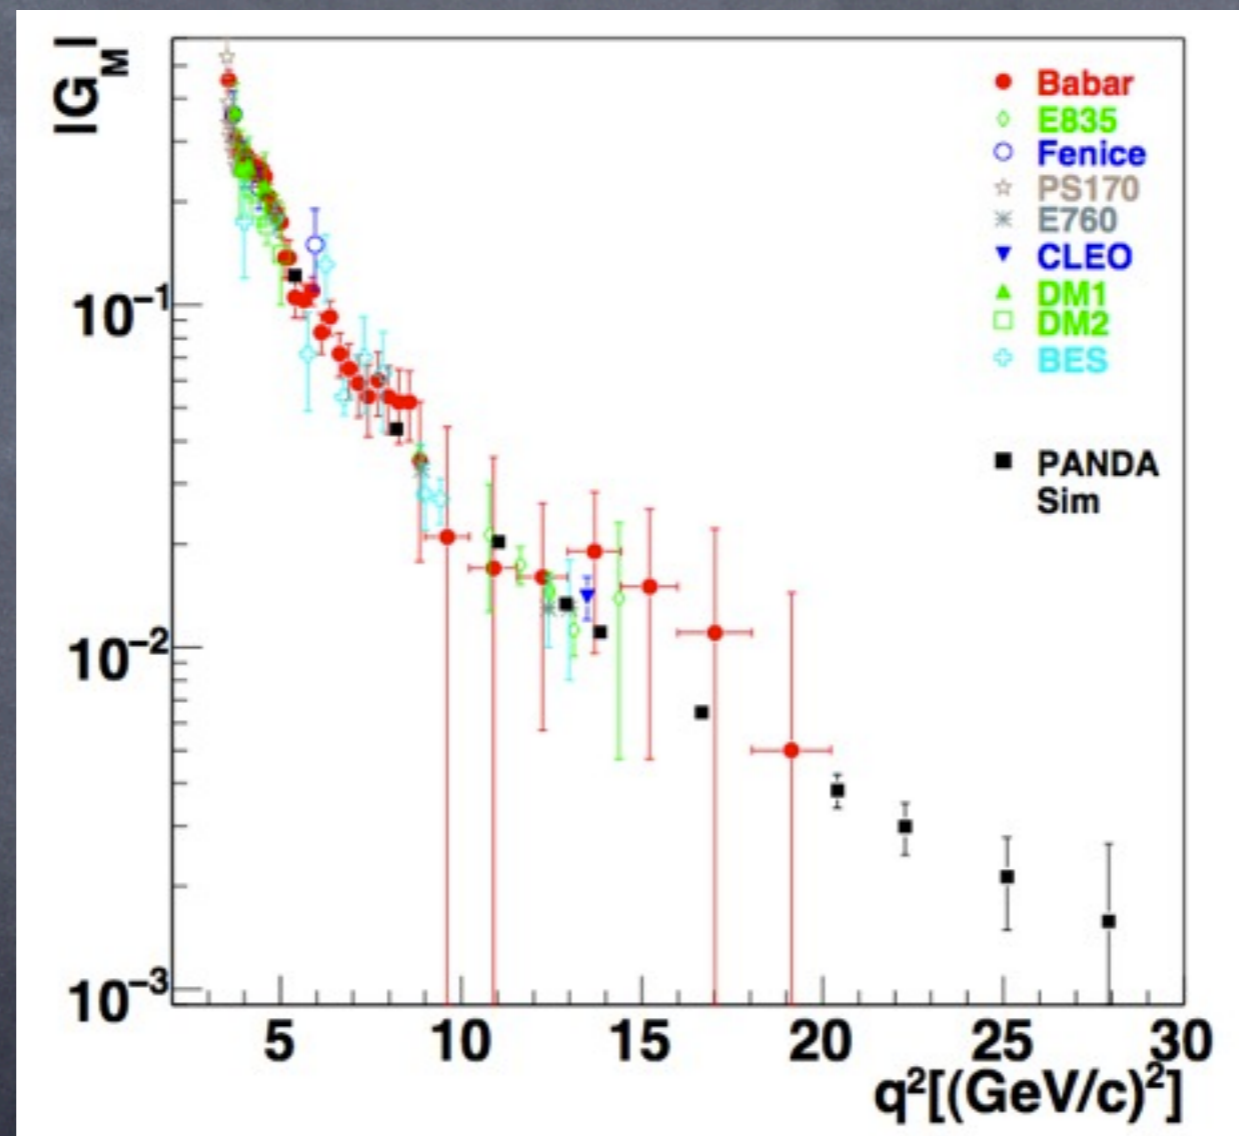 |G_M|
Babar
E835
Fenice
PS170
E760
CLEO
DM1
DM2
BES
PANDA
Sim
10⁻¹
10⁻²
10⁻³
5 10 15 20 25 30
q²[(GeV/c)²]